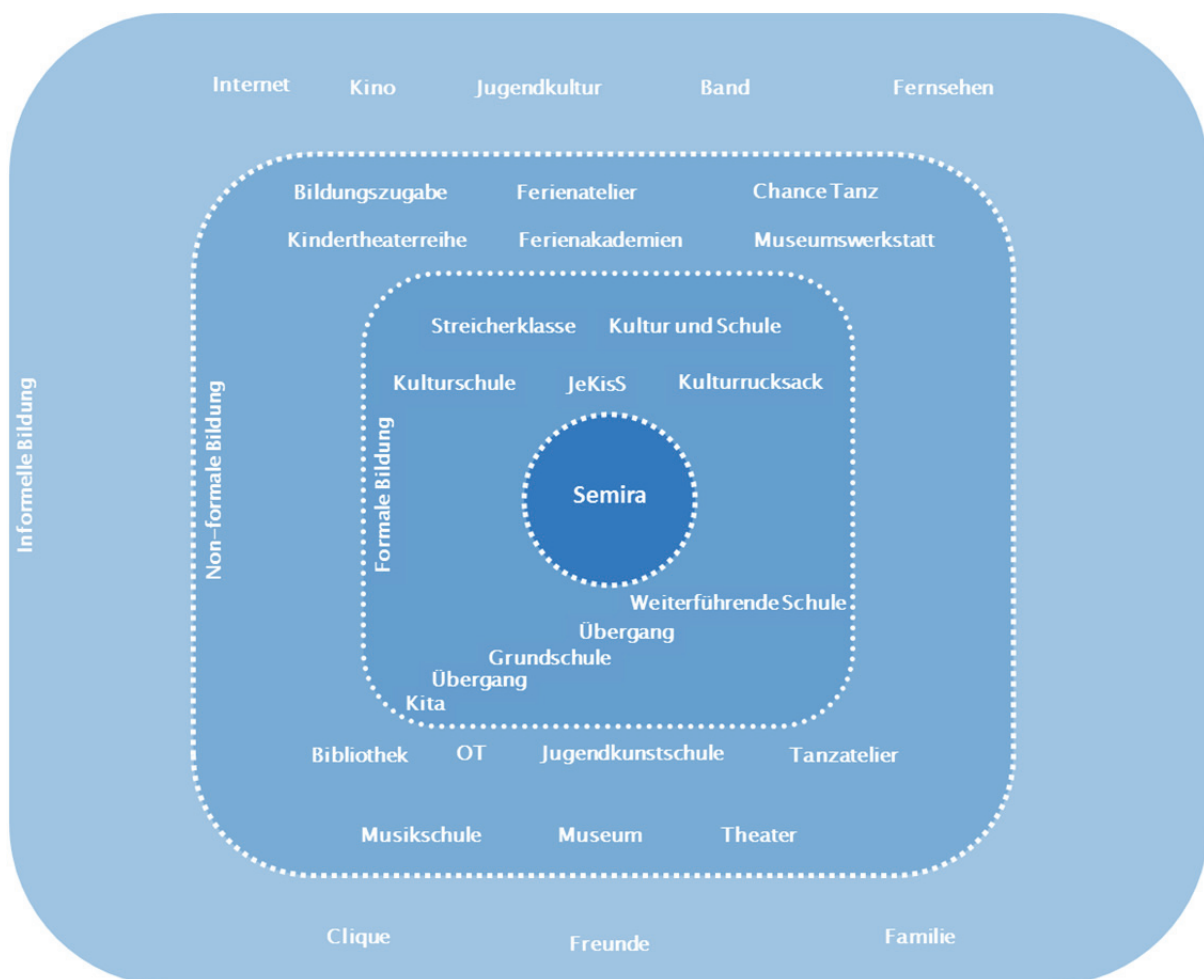 Internet Kino Jugendkultur Band Fernsehen
Bildungszugabe Ferienatelier Chance Tanz
Kindertheaterreihe Ferienakademien Museumswerkstatt
Streicherklasse Kultur und Schule
Kulturschule JeKisS Kulturrucksack
Informelle Bildung
Non-formale Bildung
Formale Bildung
Semira
Weiterführende Schule
Übergang
Grundschule
Übergang
Kita
Bibliothek OT Jugendkunstschule Tanzatelier
Musikschule Museum Theater
Clique Freunde Familie